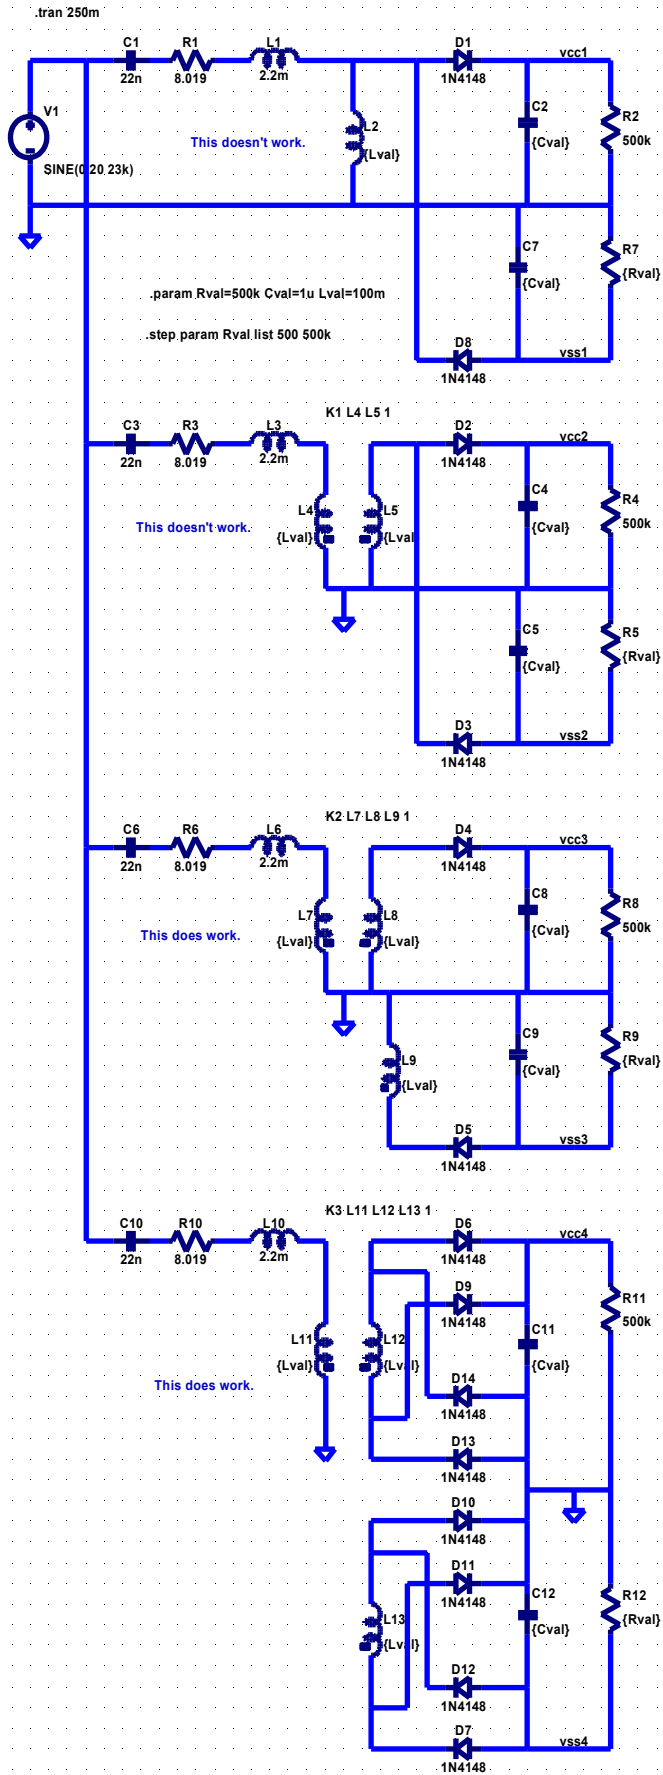 .tran 250m
C1
R1
L1
D1
vcc1
22n
8.019
2.2m
1N4148
V1
C2
R2
L2
This doesn't work.
{Cval}
500k
{Lval}
SINE(0 20 23k)
C7
R7
{Cval}
{Rval}
.param Rval=500k Cval=1u Lval=100m
.step param Rval list 500 500k
D8
vss1
1N4148
K1 L4 L5 1
C3
R3
L3
D2
vcc2
22n
8.019
2.2m
1N4148
C4
R4
L4
L5
{Cval}
500k
This doesn't work.
{Lval}
{Lval
C5
R5
{Cval}
{Rval}
D3
vss2
1N4148
K2 L7 L8 L9 1
C6
R6
L6
D4
vcc3
22n
8.019
2.2m
1N4148
C8
R8
L7
L8
{Cval}
500k
This does work.
{Lval}
{Lval}
C9
R9
L9
{Cval}
{Rval}
{Lval}
D5
vss3
1N4148
K3 L11 L12 L13 1
C10
R10
L10
D6
vcc4
22n
8.019
2.2m
1N4148
D9
R11
1N4148
500k
C11
L11
L12
{Cval}
{Lval}
{Lval}
D14
This does work.
1N4148
D13
1N4148
D10
1N4148
D11
1N4148
C12
R12
L13
{Cval}
{Rval}
{Lval}
D12
1N4148
D7
vss4
1N4148